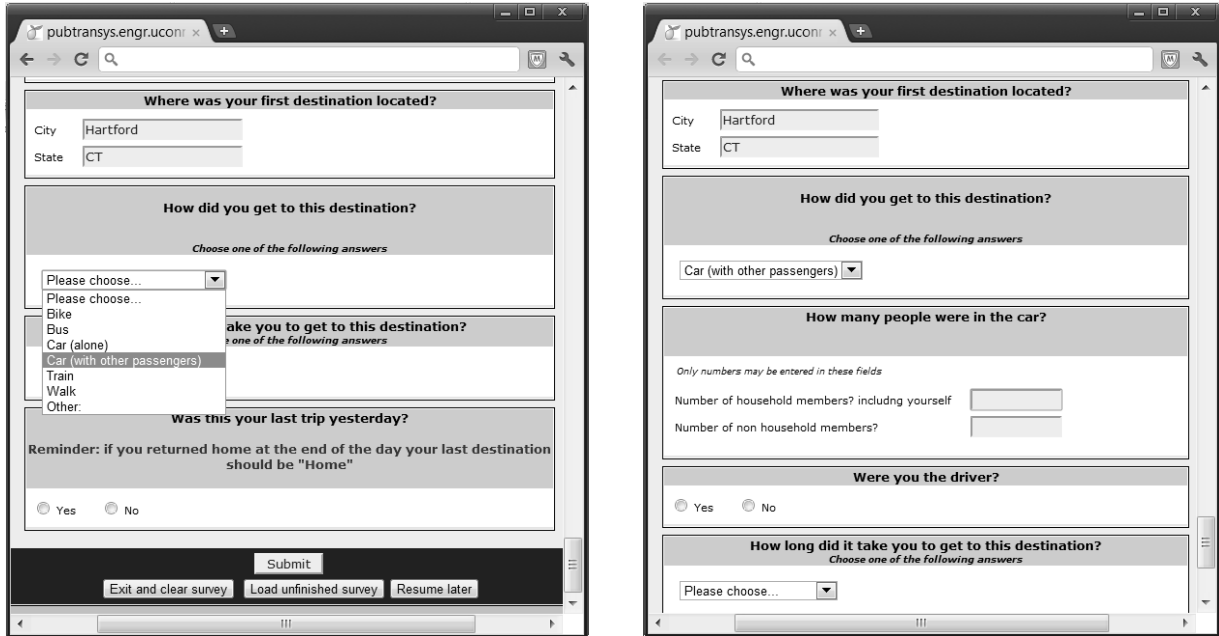 pubtransys.engr.uconr
Where was your first destination located?
City Hartford
State CT
How did you get to this destination?
Choose one of the following answers
Please choose...
Please choose...
Bike
Bus
Car (alone)
Car (with other passengers)
Train
Walk
Other:
ake you to get to this destination?
one of the following answers
Was this your last trip yesterday?
Reminder: if you returned home at the end of the day your last destination
should be "Home"
Yes No
Submit
Exit and clear survey Load unfinished survey Resume later
pubtransys.engr.uconr
Where was your first destination located?
City Hartford
State CT
How did you get to this destination?
Choose one of the following answers
Car (with other passengers)
How many people were in the car?
Only numbers may be entered in these fields
Number of household members? includng yourself
Number of non household members?
Were you the driver?
Yes No
How long did it take you to get to this destination?
Choose one of the following answers
Please choose...